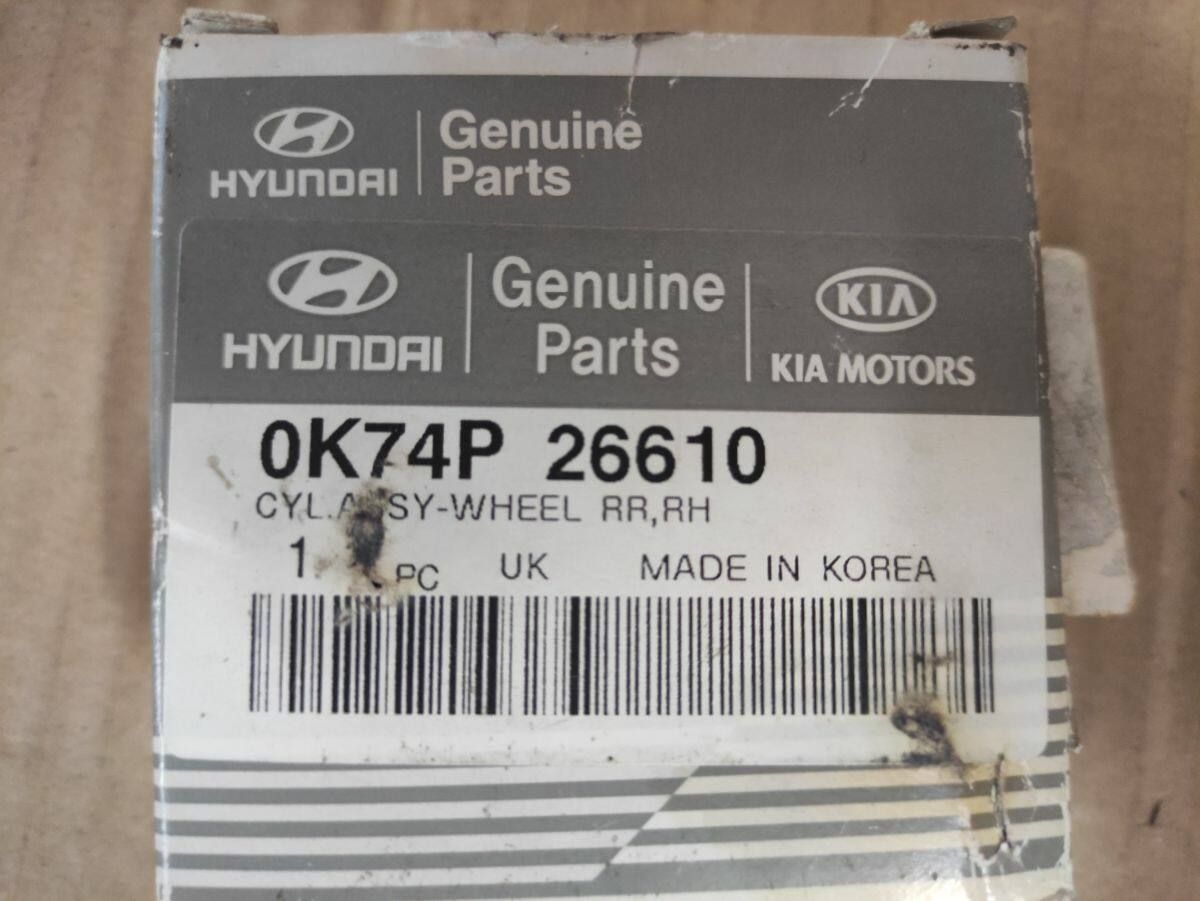 Genuine
HYUNDAI Parts
Genuine KIA
HYUNDAI Parts KIA MOTORS
0K74P 26610
CYL.ASSY-WHEEL RR,RH
1 PC UK MADE IN KOREA